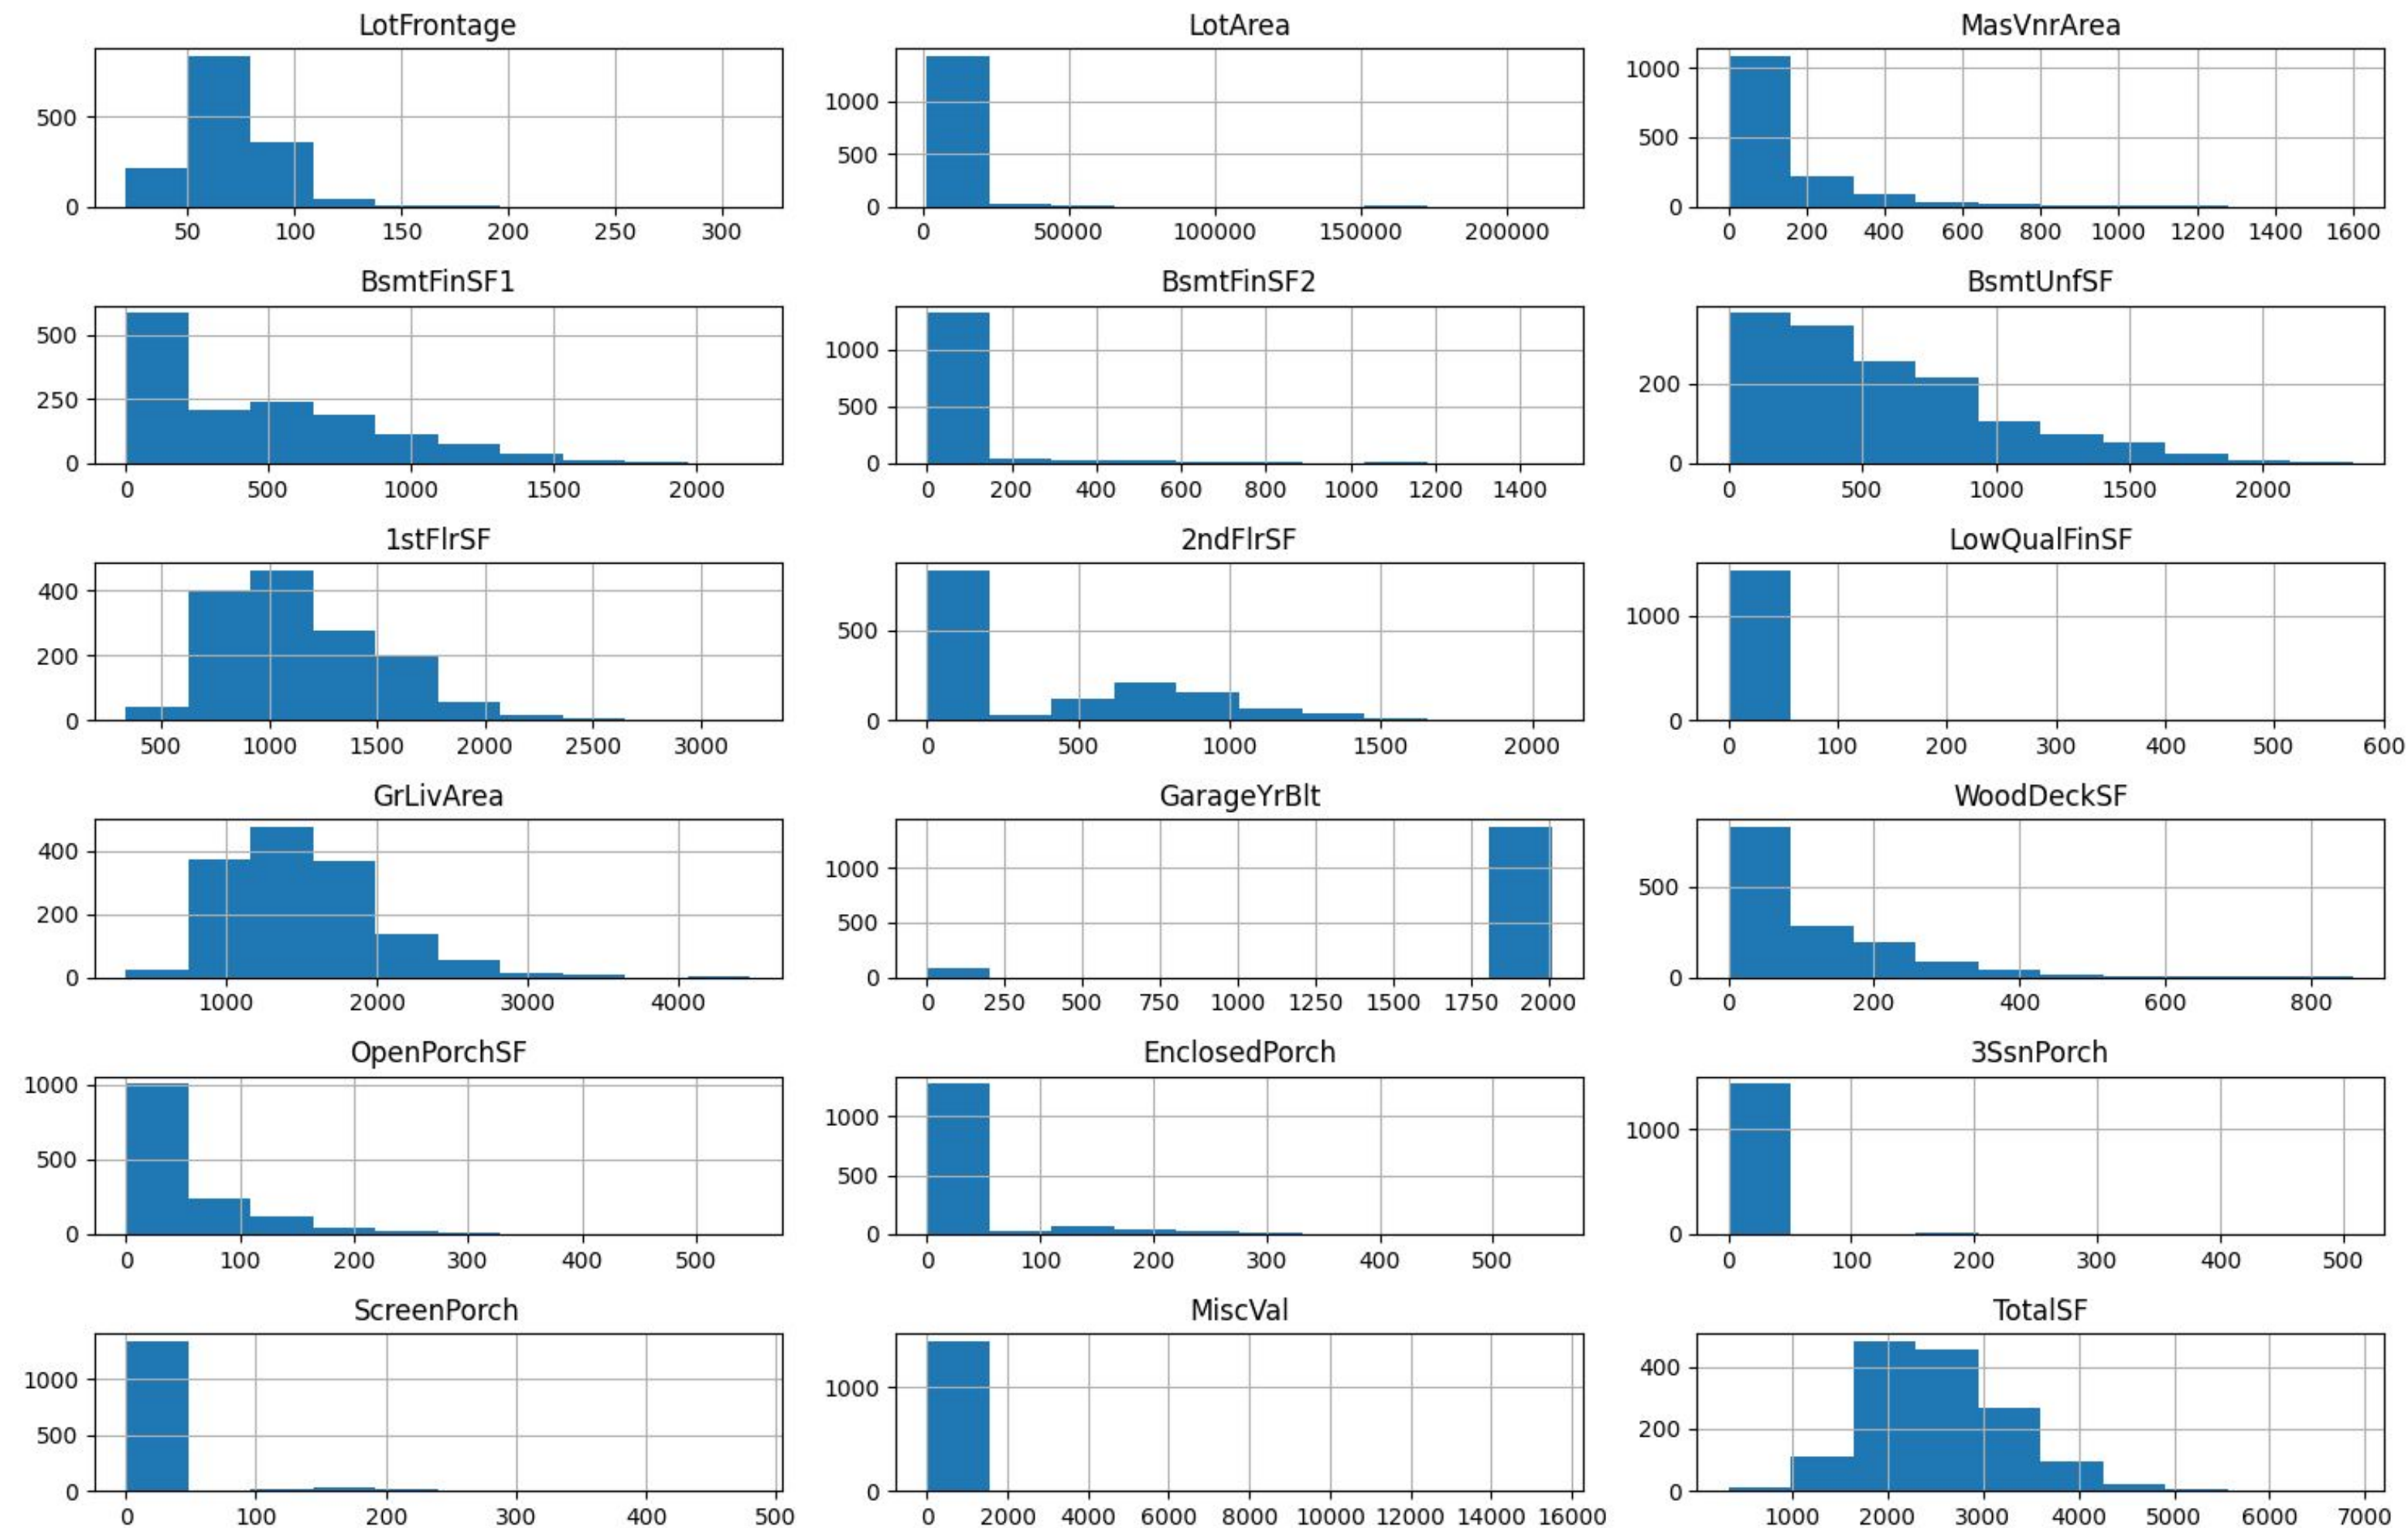 LotFrontage LotArea MasVnrArea
500
0
50 100 150 200 250 300
1000
500
0
0 50000 100000 150000 200000
1000
500
0
0 200 400 600 800 1000 1200 1400 1600
BsmtFinSF1 BsmtFinSF2 BsmtUnfSF
500
250
0
0 500 1000 1500 2000
1000
500
0
0 200 400 600 800 1000 1200 1400
200
0
0 500 1000 1500 2000
1stFlrSF 2ndFlrSF LowQualFinSF
400
200
0
500 1000 1500 2000 2500 3000
500
0
0 500 1000 1500 2000
1000
0
0 100 200 300 400 500 600
GrLivArea GarageYrBlt WoodDeckSF
400
200
0
1000 2000 3000 4000
1000
500
0
0 250 500 750 1000 1250 1500 1750 2000
500
0
0 200 400 600 800
OpenPorchSF EnclosedPorch 3SsnPorch
1000
500
0
0 100 200 300 400 500
1000
500
0
0 100 200 300 400 500
1000
0
0 100 200 300 400 500
ScreenPorch MiscVal TotalSF
1000
500
0
0 100 200 300 400 500
1000
0
0 2000 4000 6000 8000 10000 12000 14000 16000
400
200
0
1000 2000 3000 4000 5000 6000 7000